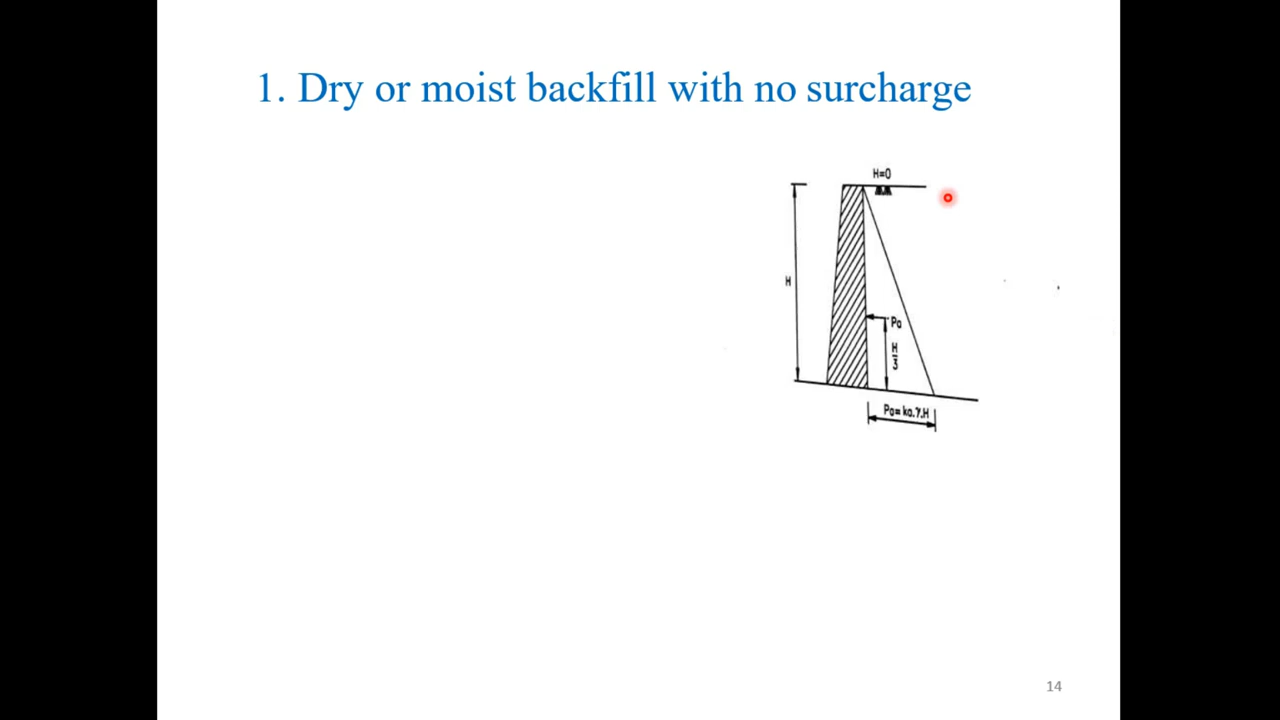 1. Dry or moist backfill with no surcharge
H=0
H
Pa
H
3
Pa= ka.γ.H
14